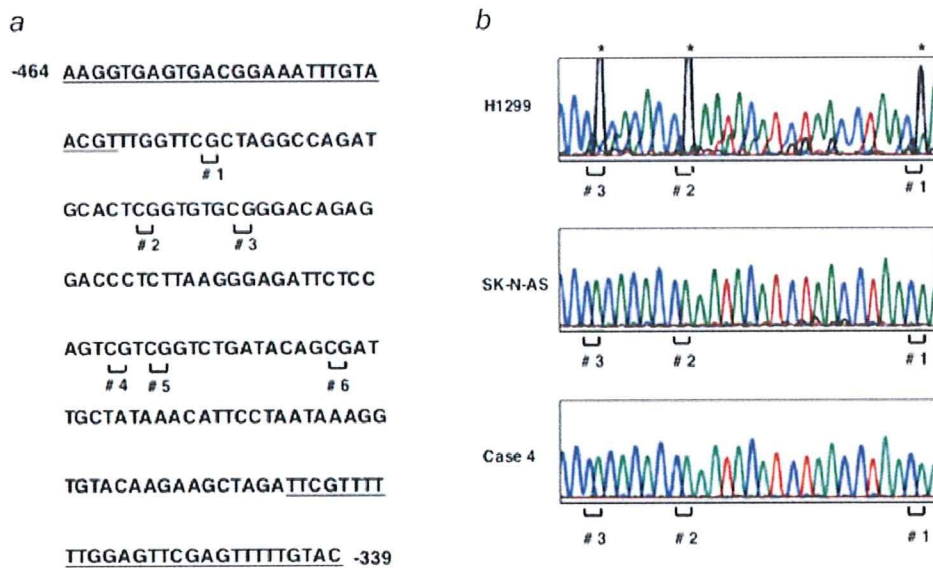 a
-464 AAGGTGAGTGACGGAAATTTGTA
ACGTTTGGTTCGCTAGGCCAGAT
# 1
GCACTCGGTGTGCGGGACAGAG
# 2 # 3
GACCCTCTTAAGGGAGATTCTCC
AGTCGTCGGTCTGATACAGCGAT
# 4 # 5 # 6
TGCTATAAACATTCCTAATAAAGG
TGTACAAGAAGCTAGATTCGTTTT
TTGGAGTTCGAGTTTTTGTAC -339
b
* * *
H1299
# 3 # 2 # 1
SK-N-AS
# 3 # 2 # 1
Case 4
# 3 # 2 # 1